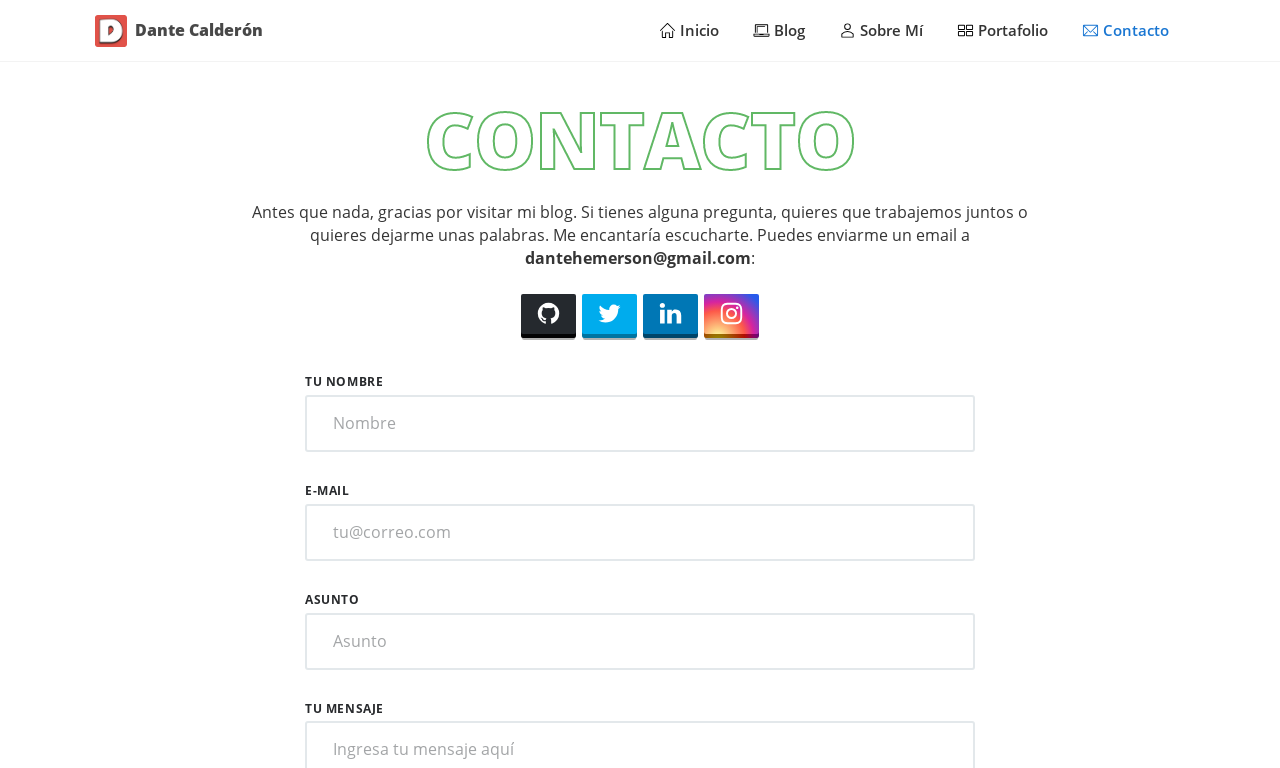 Dante Calderón
Inicio
Blog
Sobre Mí
Portafolio
Contacto
CONTACTO
Antes que nada, gracias por visitar mi blog. Si tienes alguna pregunta, quieres que trabajemos juntos o
quieres dejarme unas palabras. Me encantaría escucharte. Puedes enviarme un email a
dantehemerson@gmail.com:
TU NOMBRE
Nombre
E-MAIL
tu@correo.com
ASUNTO
Asunto
TU MENSAJE
Ingresa tu mensaje aquí